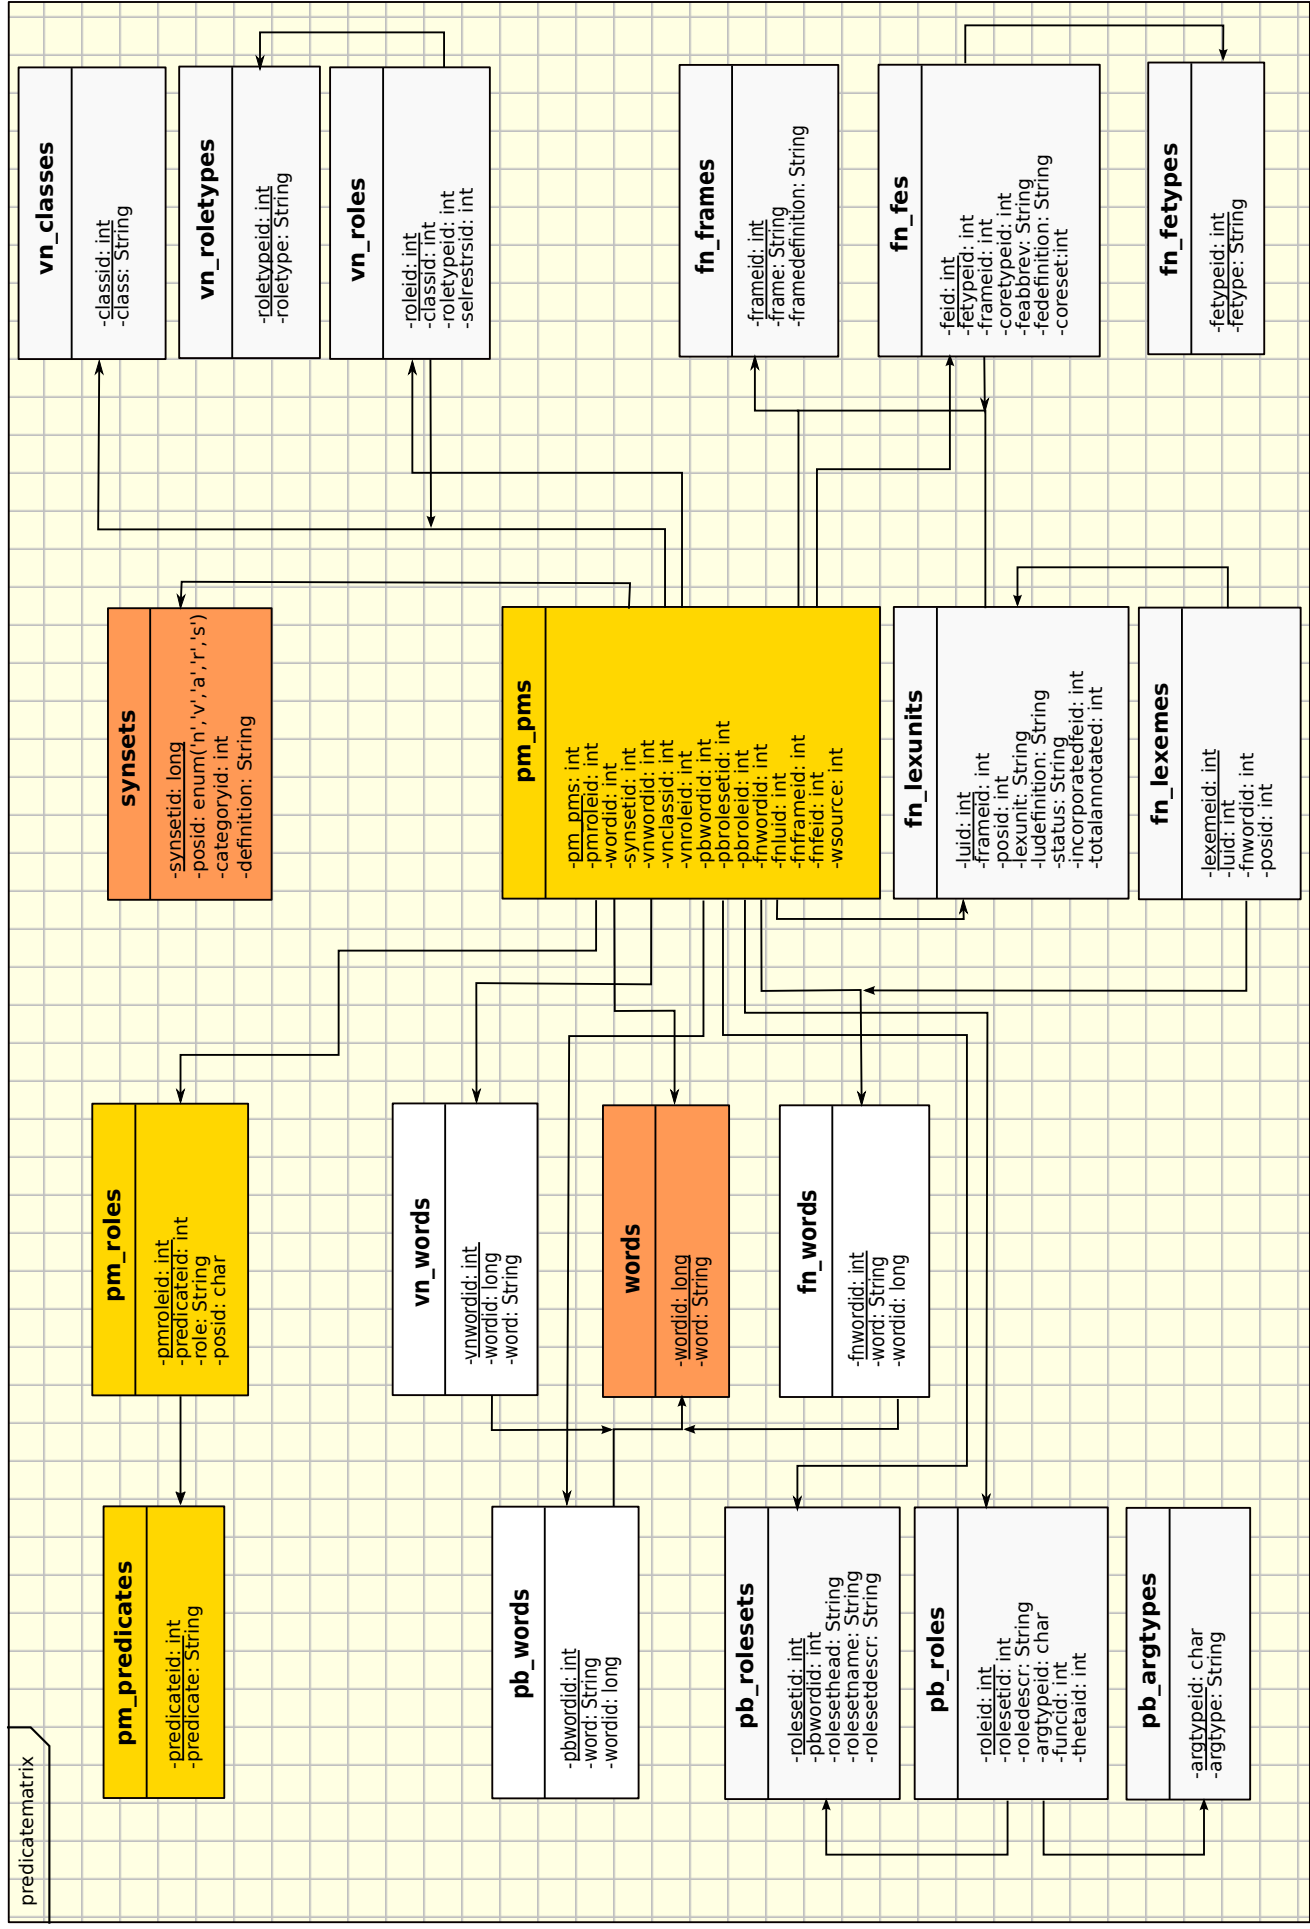 predicatematrix
pm_predicates
-predicateid: int
-predicate: String
pm_roles
-pmroleid: int
-predicateid: int
-role: String
-posid: char
synsets
-synsetid: long
-posid: enum('n','v','a','r','s')
-categoryid: int
-definition: String
vn_classes
-classid: int
-class: String
vn_roletypes
-roletypeid: int
-roletype: String
vn_roles
-roleid: int
-classid: int
-roletypeid: int
-selrestrsid: int
pb_words
-pbwordid: int
-word: String
-wordid: long
vn_words
-vnwordid: int
-wordid: long
-word: String
words
-wordid: long
-word: String
fn_words
-fnwordid: int
-word: String
-wordid: long
pm_pms
-pm_pms: int
-pmroleid: int
-wordid: int
-synsetid: int
-vnwordid: int
-vnclassid: int
-vnroleid: int
-pbwordid: int
-pbrolesetid: int
-pbroleid: int
-fnwordid: int
-fnluid: int
-fnframeid: int
-fnfeid: int
-wsource: int
fn_frames
-frameid: int
-frame: String
-framedefinition: String
fn_fes
-feid: int
-fetypeid: int
-frameid: int
-coretypeid: int
-feabbrev: String
-fedefinition: String
-coreset:int
fn_fetypes
-fetypeid: int
-fetype: String
pb_rolesets
-rolesetid: int
-pbwordid: int
-rolesethead: String
-rolesetname: String
-rolesetdescr: String
pb_roles
-roleid: int
-rolesetid: int
-roledescr: String
-argtypeid: char
-funcid: int
-thetaid: int
pb_argtypes
-argtypeid: char
-argtype: String
fn_lexunits
-luid: int
-frameid: int
-posid: int
-lexunit: String
-ludefinition: String
-status: String
-incorporatedfeid: int
-totalannotated: int
fn_lexemes
-lexemeid: int
-luid: int
-fnwordid: int
-posid: int